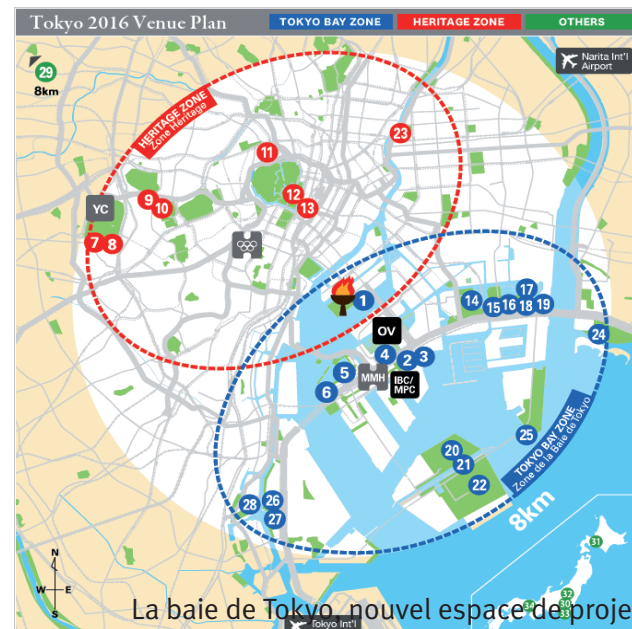 Tokyo 2016 Venue Plan
TOKYO BAY ZONE
HERITAGE ZONE
OTHERS
29
8km
Narita Int'l
Airport
HERITAGE ZONE
Zone Héritage
23
11
YC
9
10
12
13
7
8
1
OV
14
15
16
17
18
19
24
4
2
3
5
MMH
IBC/
MPC
6
TOKYO BAY ZONE
Zone de la Baie de Tokyo
25
20
21
22
8km
28
26
27
31
N
W
E
S
32
30
33
34
La baie de Tokyo, nouvel espace de proje
Tokyo Int'l